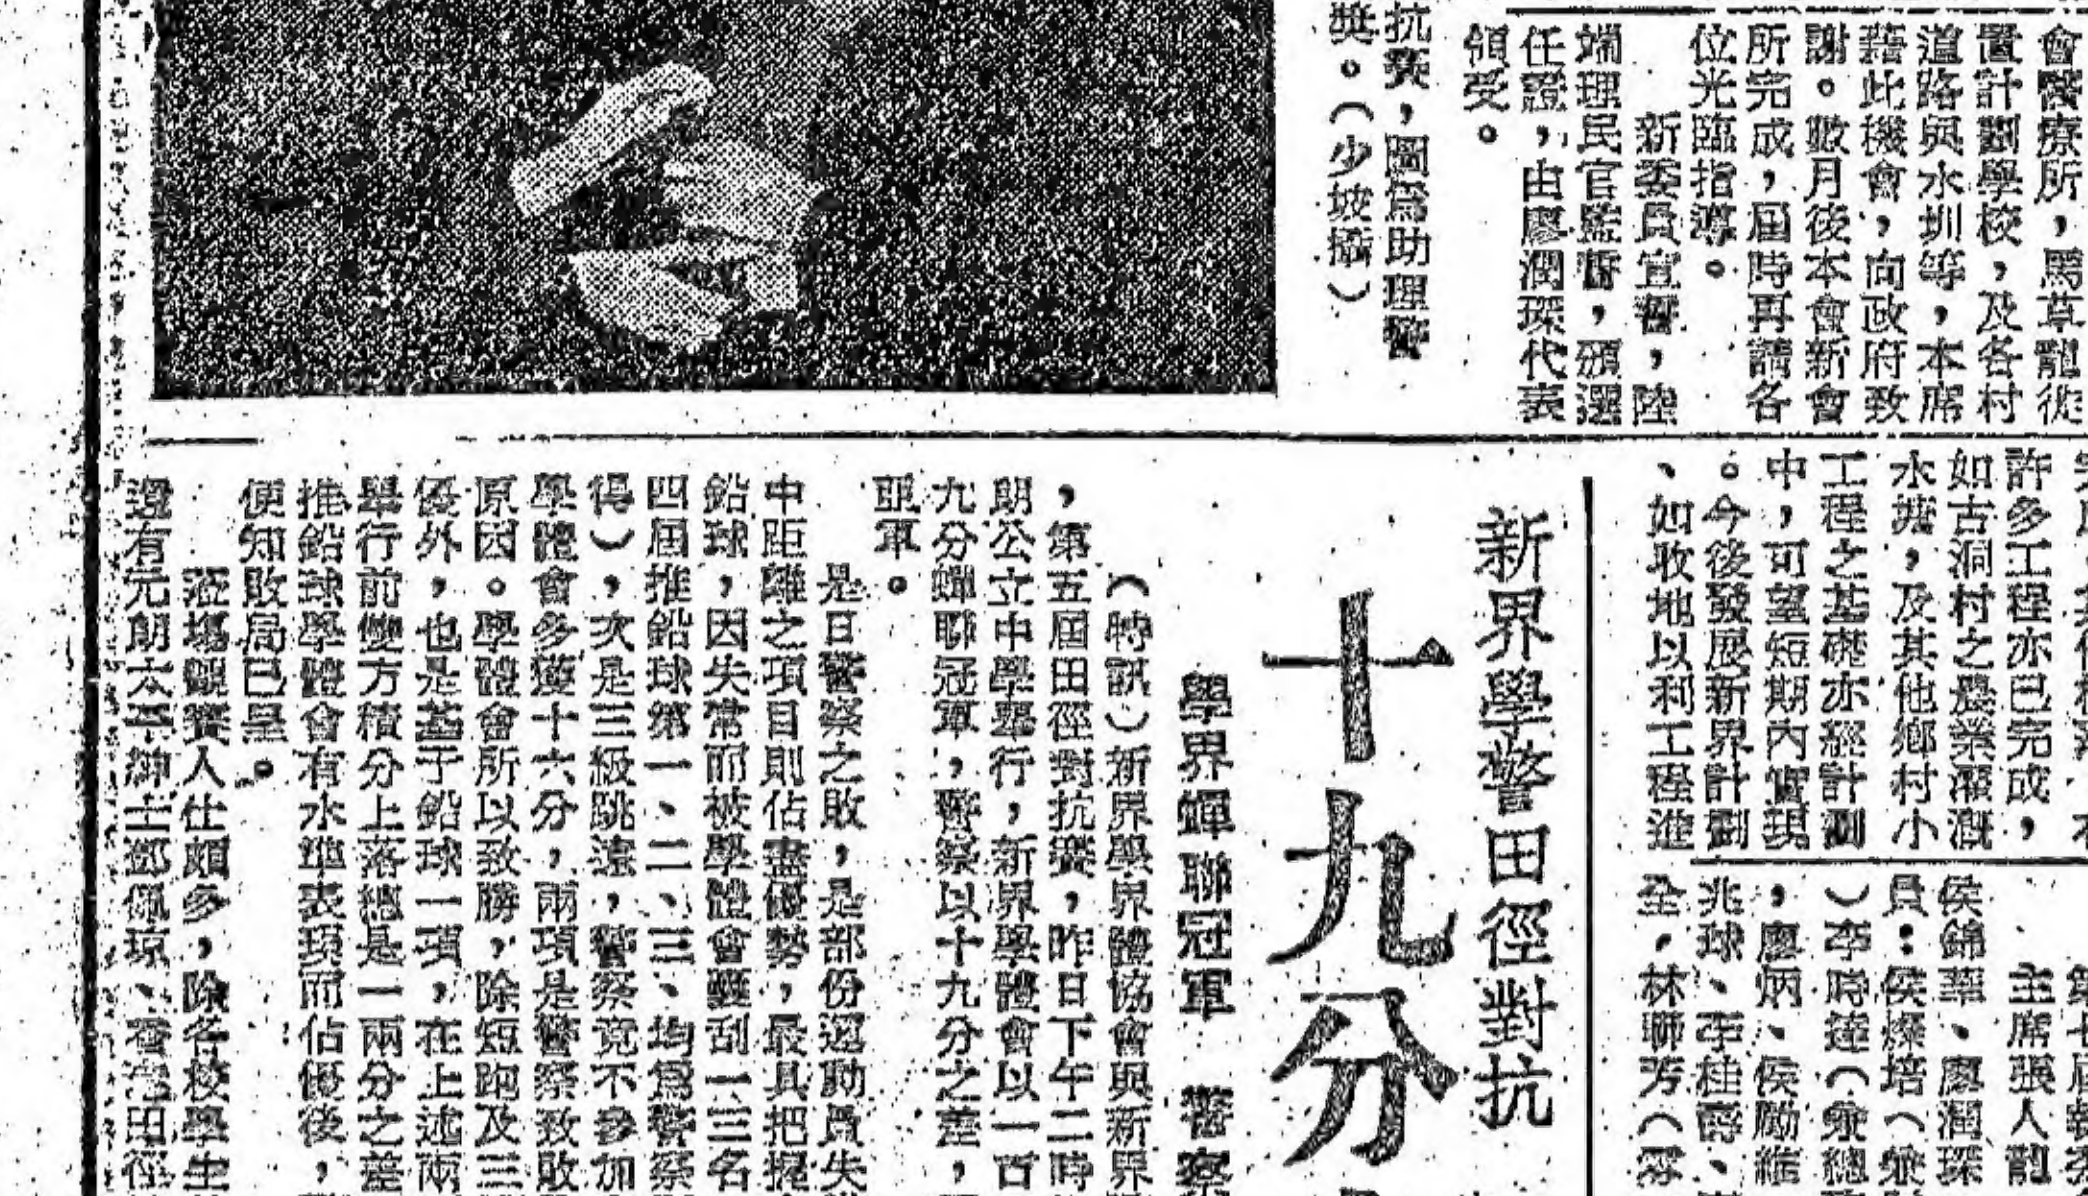 會醫療所，馬草壟從
置計劃學校，及各村
道路與水圳等，本席
藉此機會，向政府致
謝。數月後本會新會
所完成，屆時再請各
位光臨指導。
新委員宣誓，陸
端理民官監誓，頒選
任證，由廖潤琛代表
領受。
抗賽，圖為助理警
獎。（少坡攝）
許多工程亦已完成，
如古洞村之農業灌溉
水塘，及其他鄉村小
工程之基礎亦經計劃
中，可望短期內實現
。今後發展新界計劃
、如收地以利工程進
主席張人龍
侯錦華、廖潤琛
員：侯燦培（
）李時達（
，廖炳、侯勵維
兆球、李桂爵、
全，林聯芳（
新界學警田徑對抗
十九分
學界蟬聯冠軍 警察
（特訊）新界學界體協會與新界
，第五屆田徑對抗賽，昨日下午二時
朗公立中學舉行，新界學體會以一百
九分蟬聯冠軍，警察以十九分之差，
亞軍。
是日警察之敗，是部份運動員失
中距離之項目則佔盡優勢，最具把握
鉛球，因失常而被學體會囊刮一三名
四屆推鉛球第一、二、三、均為警察
得），次是三級跳遠，警察竟不參加
學體會多獲十六分，兩項是警察致敗
原因。學體會所以致勝，除短跑及三
優外，也是基于鉛球一項，在上述兩
舉行前雙方積分上落總是一兩分之差
推鉛球學體會有水準表現而佔優後，
便知敗局已呈。
蒞塲觀賽人仕頗多，除各校學生
還有元朗太平紳士鄧佩瓊、